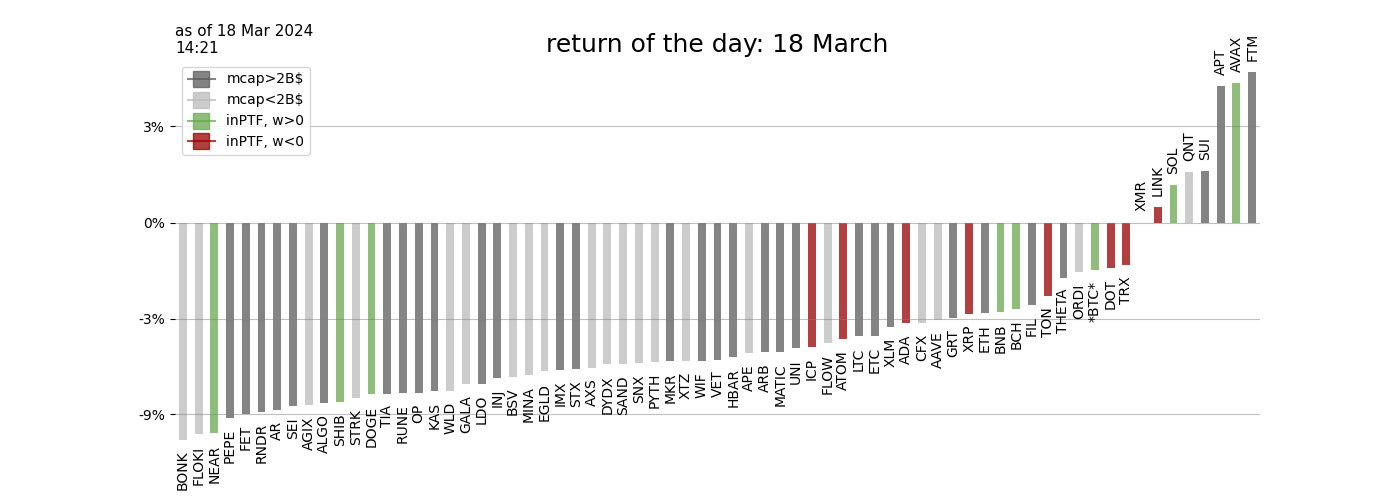 as of 18 Mar 2024
14:21
return of the day: 18 March
mcap>2B$
mcap<2B$
inPTF, w>0
inPTF, w<0
3%
0%
-3%
-9%
BONK
FLOKI
NEAR
PEPE
FET
RNDR
AR
SEI
AGIX
ALGO
SHIB
STRK
DOGE
TIA
RUNE
OP
KAS
WLD
GALA
LDO
INJ
BSV
MINA
EGLD
IMX
STX
AXS
DYDX
SAND
SNX
PYTH
MKR
XTZ
WIF
VET
HBAR
APE
ARB
MATIC
UNI
ICP
FLOW
ATOM
LTC
ETC
XLM
ADA
CFX
AAVE
GRT
XRP
ETH
BNB
BCH
FIL
TON
THETA
ORDI
*BTC*
DOT
TRX
XMR
LINK
SOL
QNT
SUI
APT
AVAX
FTM